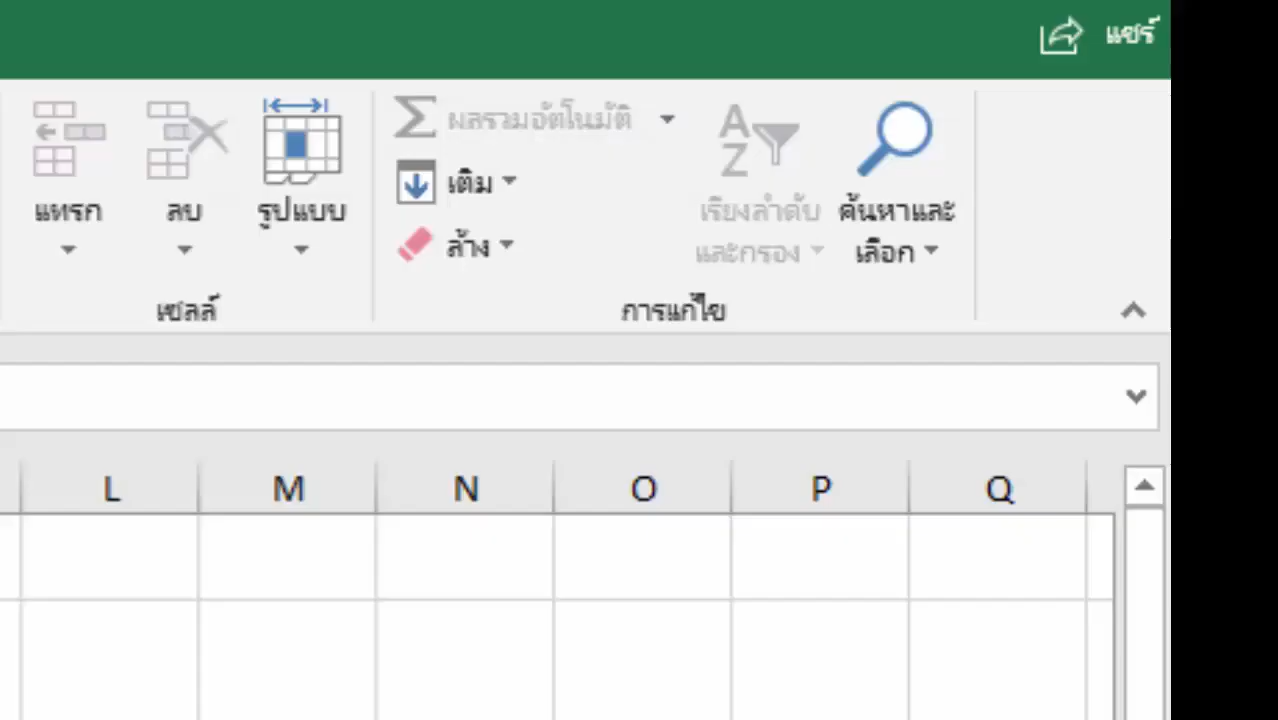 แชร์
ผลรวมอัตโนมัติ
เติม
ล้าง
แทรก
ลบ
รูปแบบ
เรียงลำดับ
และกรอง
ค้นหาและ
เลือก
เซลล์
การแก้ไข
L M N O P Q